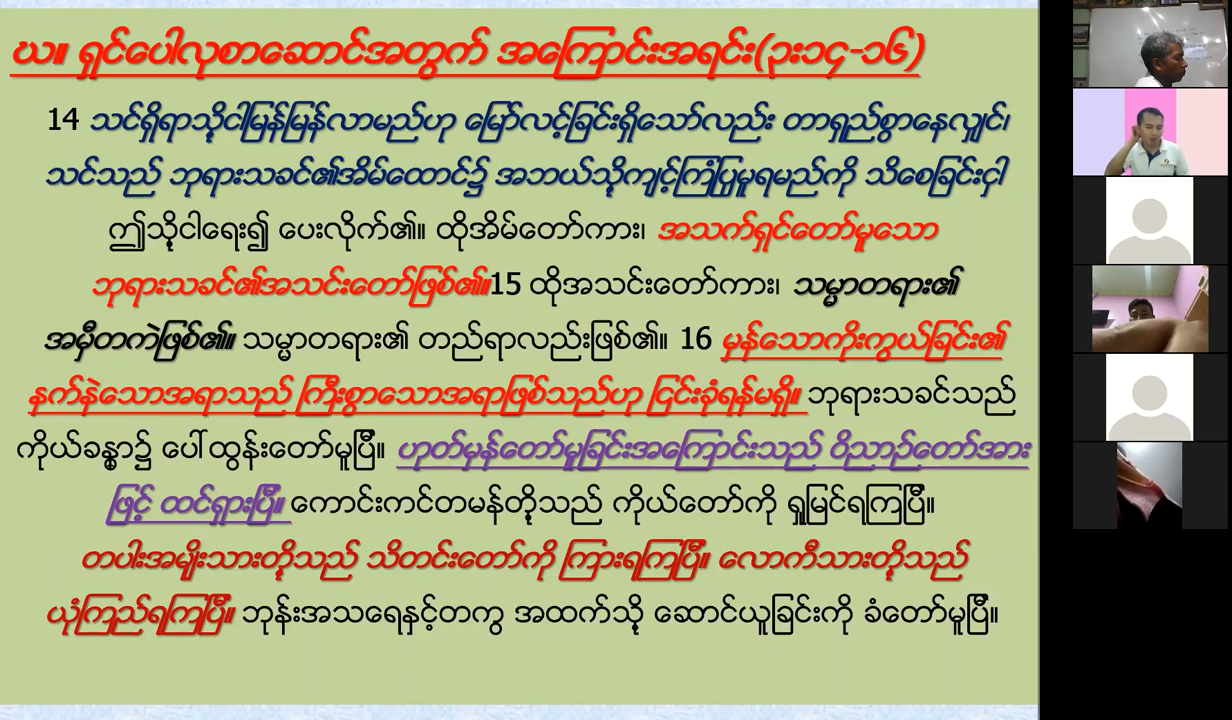 ဃ။ ရှင်ပေါလုစာဆောင်အတွက် အကြောင်းအရင်း(၃း၁၄-၁၆)
14 သင်ရှိရာသို့ငါမြန်မြန်လာမည်ဟု မြော်လင့်ခြင်းရှိသော်လည်း တာရှည်စွာနေလျှင်၊
သင်သည် ဘုရားသခင်၏အိမ်ထောင်၌ အဘယ်သို့ကျင့်ကြံပြုမူရမည်ကို သိစေခြင်းငှါ
ဤသို့ငါရေး၍ ပေးလိုက်၏။ ထိုအိမ်တော်ကား၊ အသက်ရှင်တော်မူသော
ဘုရားသခင်၏အသင်းတော်ဖြစ်၏။15 ထိုအသင်းတော်ကား၊ သမ္မာတရား၏
အမှီတကဲဖြစ်၏။ သမ္မာတရား၏ တည်ရာလည်းဖြစ်၏။ 16 မှန်သောကိုးကွယ်ခြင်း၏
နက်နဲသောအရာသည် ကြီးစွာသောအရာဖြစ်သည်ဟု ငြင်းခုံရန်မရှိ။ ဘုရားသခင်သည်
ကိုယ်ခန္ဓာ၌ ပေါ်ထွန်းတော်မူပြီ။ ဟုတ်မှန်တော်မူခြင်းအကြောင်းသည် ဝိညာဉ်တော်အား
ဖြင့် ထင်ရှားပြီ။ ကောင်းကင်တမန်တို့သည် ကိုယ်တော်ကို ရှုမြင်ရကြပြီ။
တပါးအမျိုးသားတို့သည် သိတင်းတော်ကို ကြားရကြပြီ။ လောကီသားတို့သည်
ယုံကြည်ရကြပြီ။ ဘုန်းအသရေနှင့်တကွ အထက်သို့ ဆောင်ယူခြင်းကို ခံတော်မူပြီ။